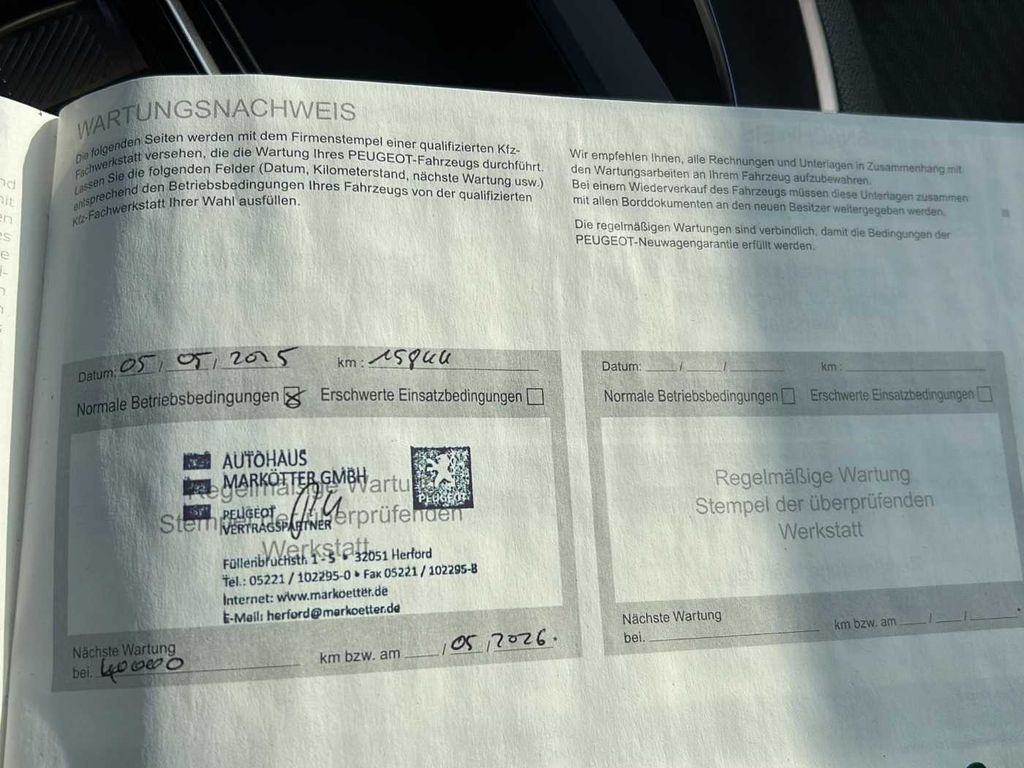 WARTUNGSNACHWEIS
Die folgenden Seiten werden mit dem Firmenstempel einer qualifizierten Kfz-
Fachwerkstatt versehen, die die Wartung Ihres PEUGEOT-Fahrzeugs durchführt.
Lassen Sie die folgenden Felder (Datum, Kilometerstand, nächste Wartung usw.)
entsprechend den Betriebsbedingungen Ihres Fahrzeugs von der qualifizierten
Kfz-Fachwerkstatt Ihrer Wahl ausfüllen.
Wir empfehlen Ihnen, alle Rechnungen und Unterlagen in Zusammenhang mit
den Wartungsarbeiten an Ihrem Fahrzeug aufzubewahren.
Bei einem Wiederverkauf des Fahrzeugs müssen diese Unterlagen zusammen
mit allen Borddokumenten an den neuen Besitzer weitergegeben werden.
Die regelmäßigen Wartungen sind verbindlich, damit die Bedingungen der
PEUGEOT-Neuwagengarantie erfüllt werden.
Datum: 05, 05, 2025 km: 15944
Normale Betriebsbedingungen Erschwerte Einsatzbedingungen
AUTOHAUS
MARKÖTTER GMBH
PEUGEOT
Regelmäßige Wartung
PEUGEOT
VERTRAGSPARTNER
Stempel der überprüfenden
Werkstatt
Füllenbruchstr. 1 - 5 • 32051 Herford
Tel.: 05221 / 102295-0 • Fax 05221 / 102295-8
Internet: www.markoetter.de
E-Mail: herford@markoetter.de
Nächste Wartung
bei. 40000 km bzw. am /05/2026.
Datum: / / km:
Normale Betriebsbedingungen Erschwerte Einsatzbedingungen
Regelmäßige Wartung
Stempel der überprüfenden
Werkstatt
Nächste Wartung
bei. km bzw. am / /